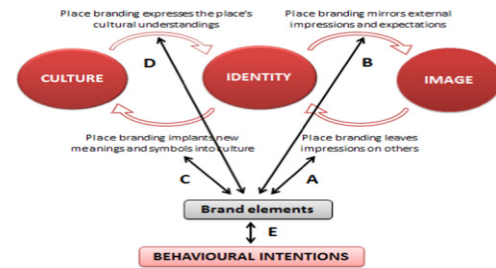 Place branding expresses the place's
cultural understandings
Place branding mirrors external
impressions and expectations
D
B
CULTURE
IDENTITY
IMAGE
Place branding implants new
meanings and symbols into culture
Place branding leaves
impressions on others
C
A
Brand elements
E
BEHAVIOURAL INTENTIONS